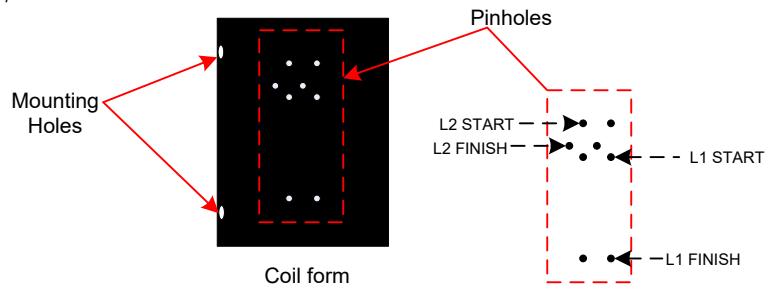 Pinholes
Mounting
Holes
L2 START
L2 FINISH
L1 START
L1 FINISH
Coil form